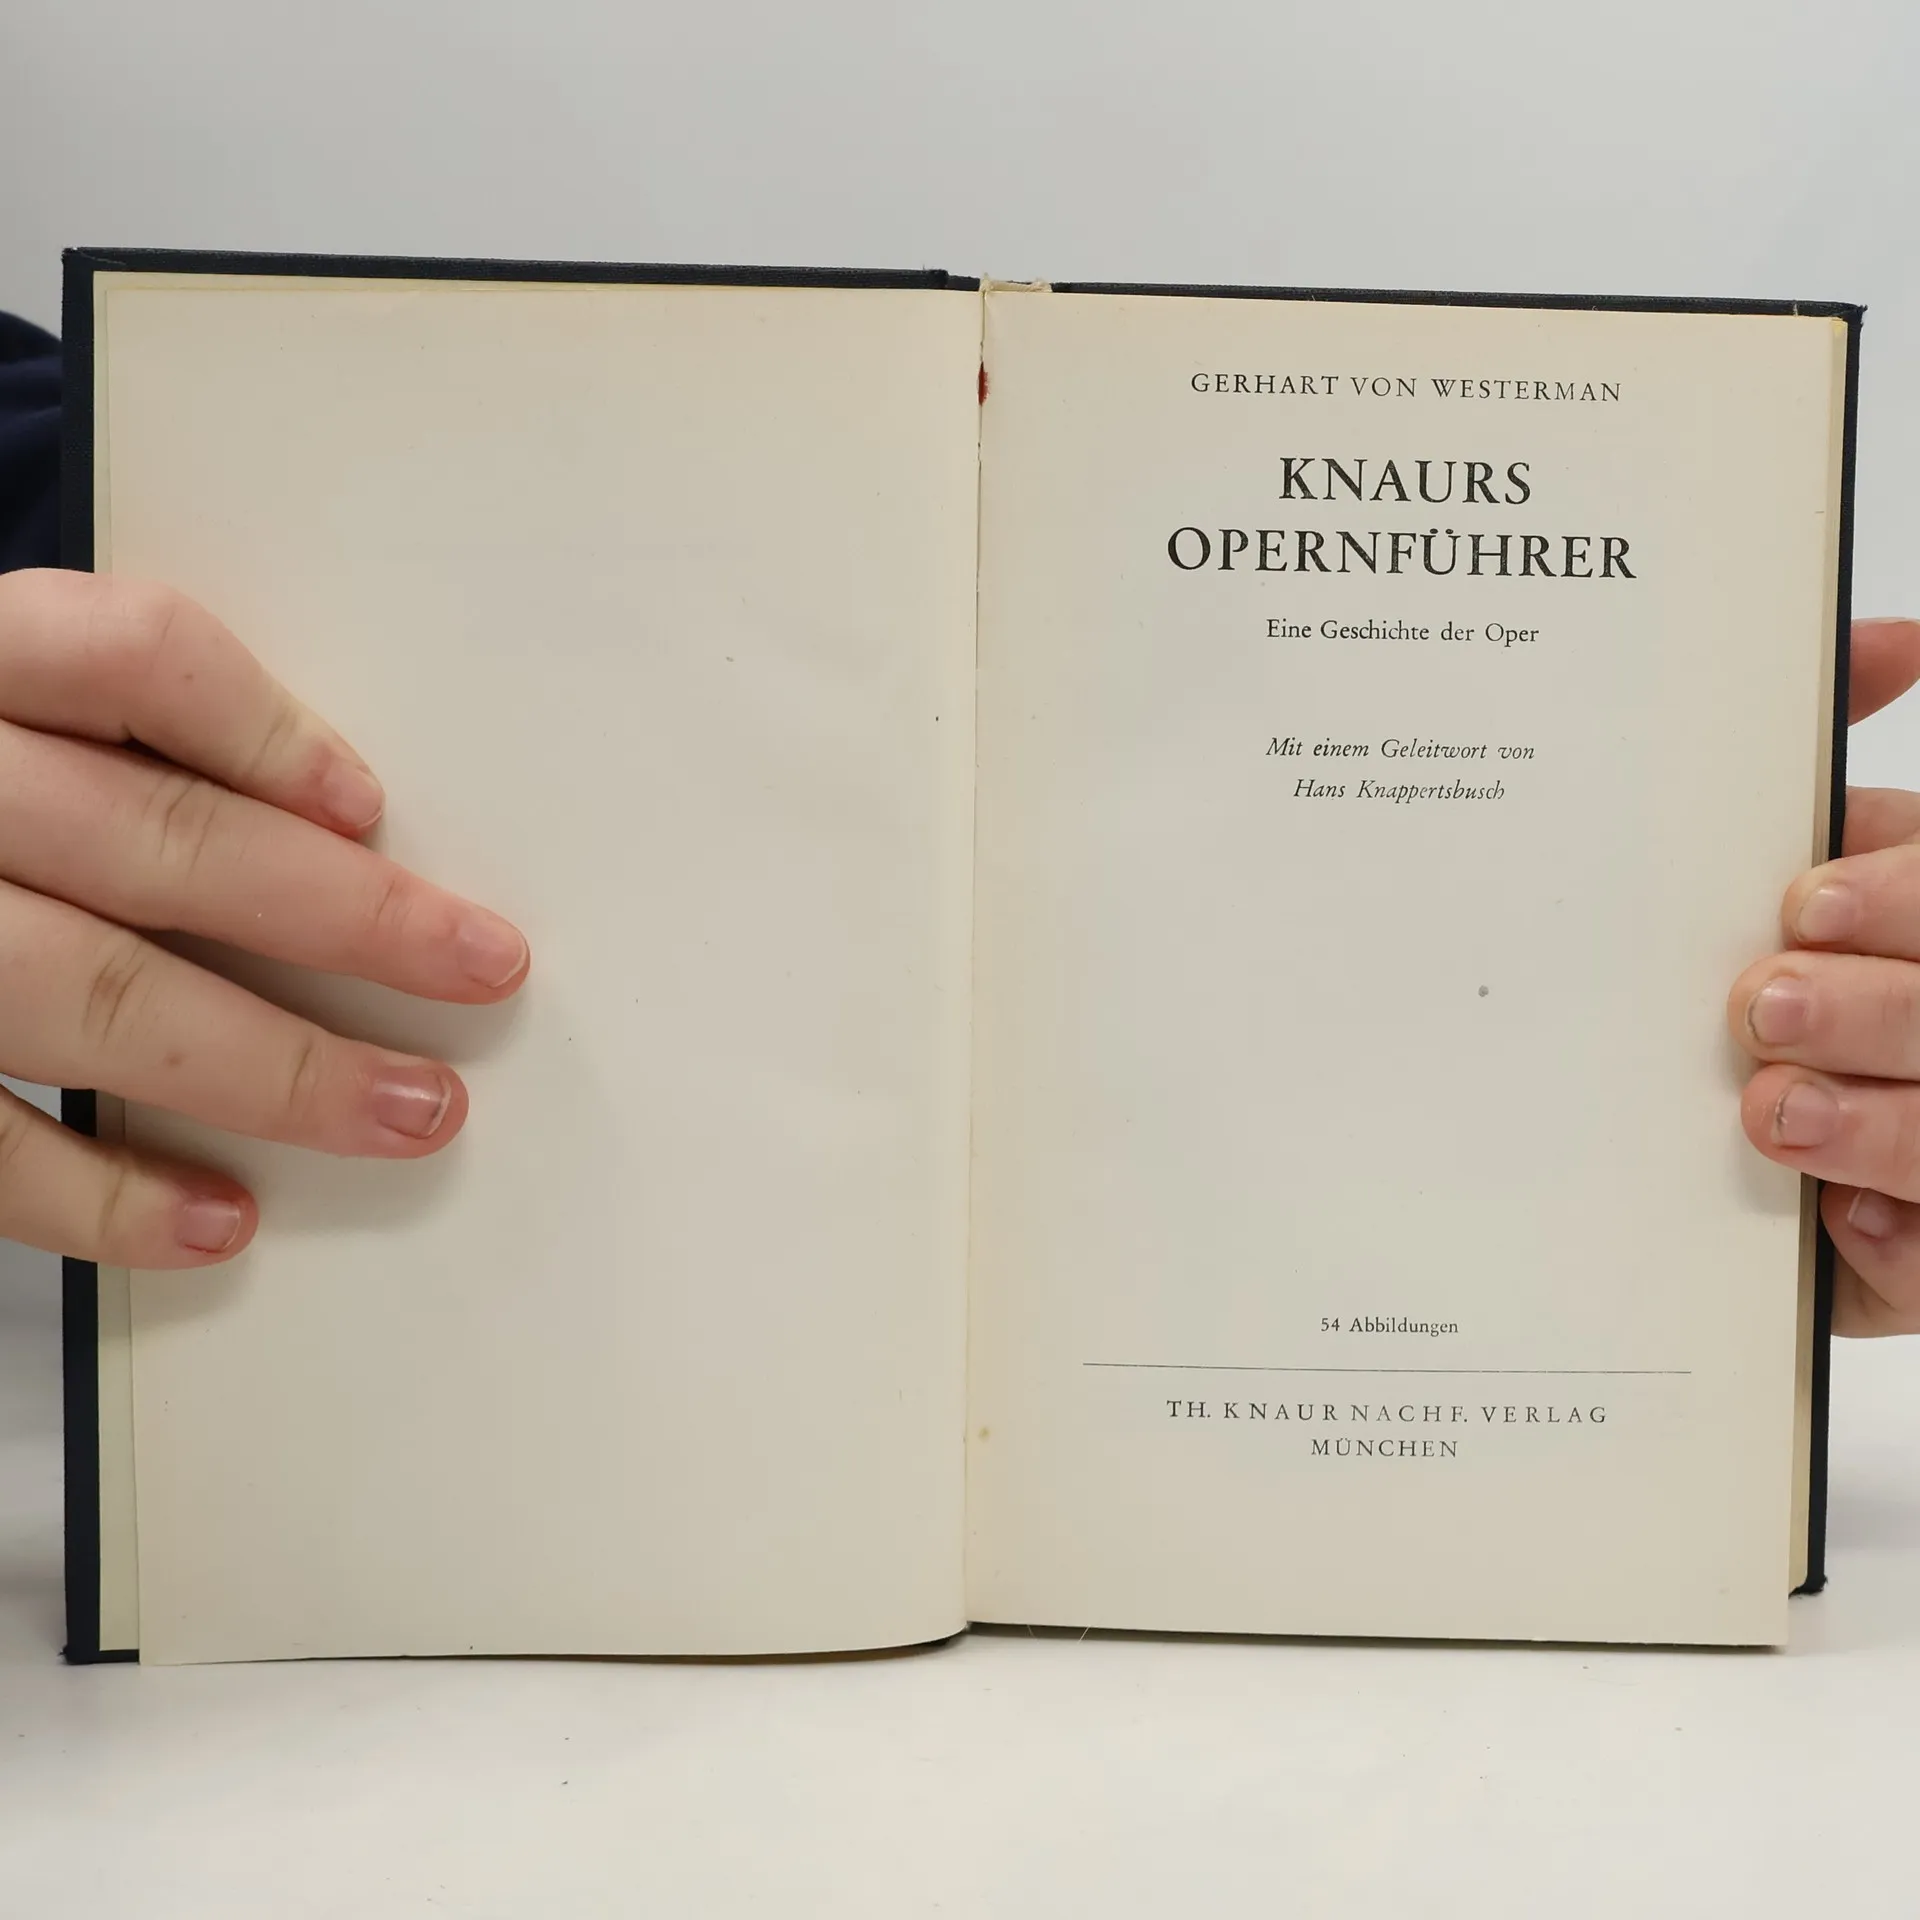 GERHART VON WESTERMAN
KNAURS
OPERNFÜHRER
Eine Geschichte der Oper
Mit einem Geleitwort von
Hans Knappertsbusch
54 Abbildungen
TH. KNAUR NACHF. VERLAG
MÜNCHEN